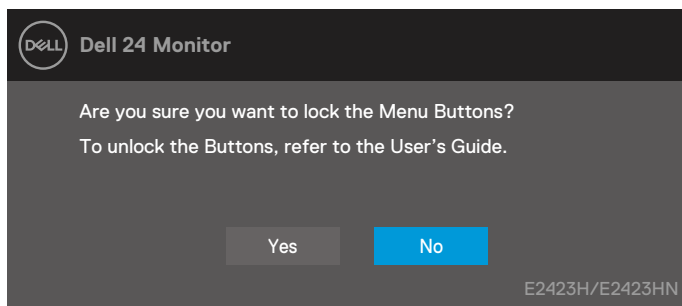 DELL
Dell 24 Monitor
Are you sure you want to lock the Menu Buttons?
To unlock the Buttons, refer to the User’s Guide.
Yes No
E2423H/E2423HN